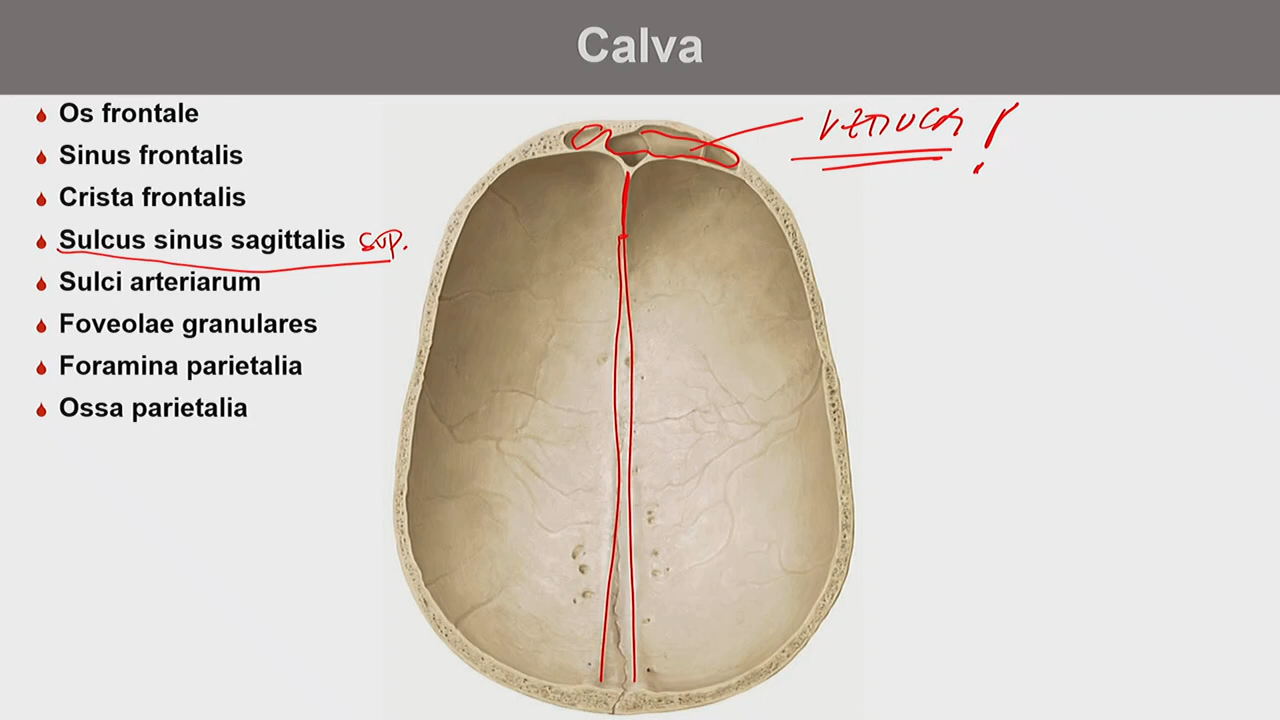 Calva
Os frontale
Sinus frontalis
Crista frontalis
Sulcus sinus sagittalis sup.
Sulci arteriarum
Foveolae granulares
Foramina parietalia
Ossa parietalia